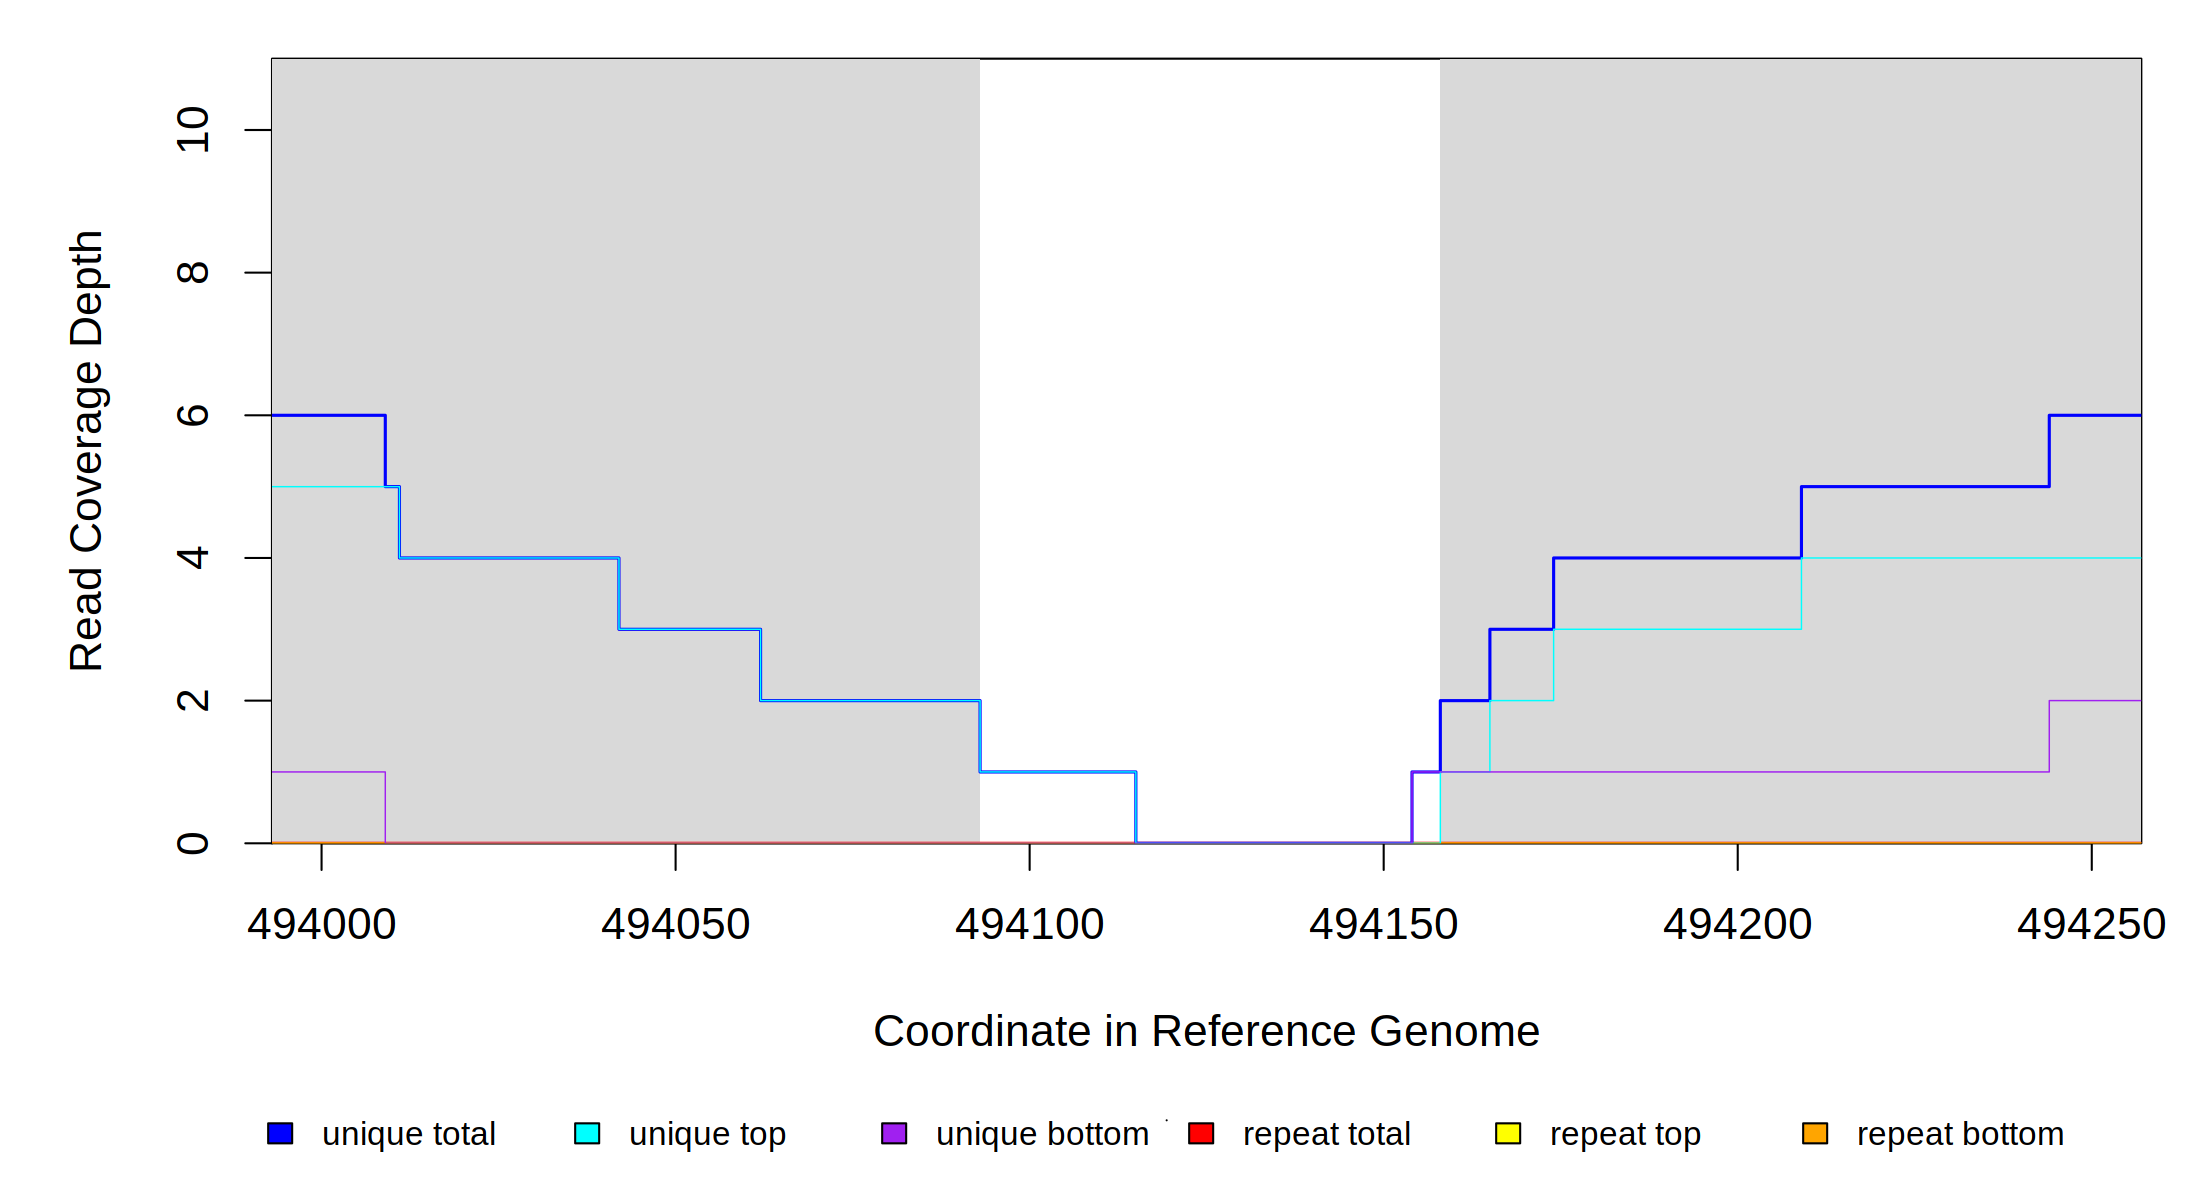 Read Coverage Depth
10
8
6
4
2
0
494000 494050 494100 494150 494200 494250
Coordinate in Reference Genome
unique total unique top unique bottom repeat total repeat top repeat bottom